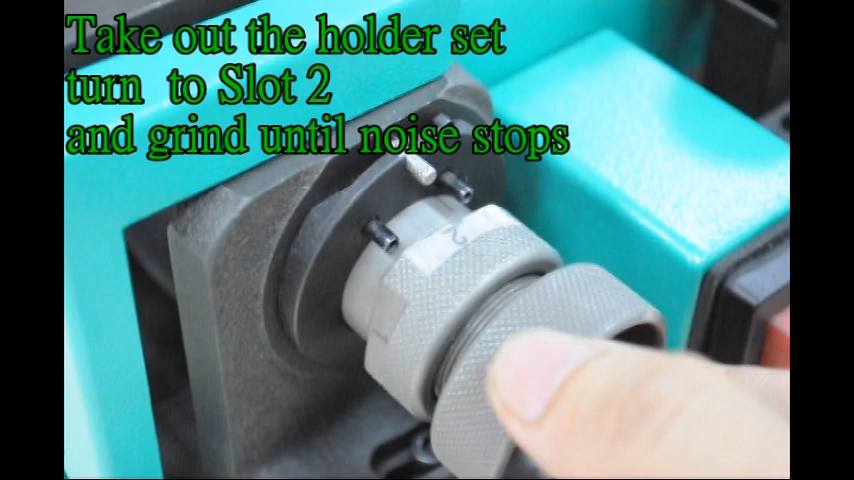 Take out the holder set
turn to Slot 2
and grind until noise stops
2